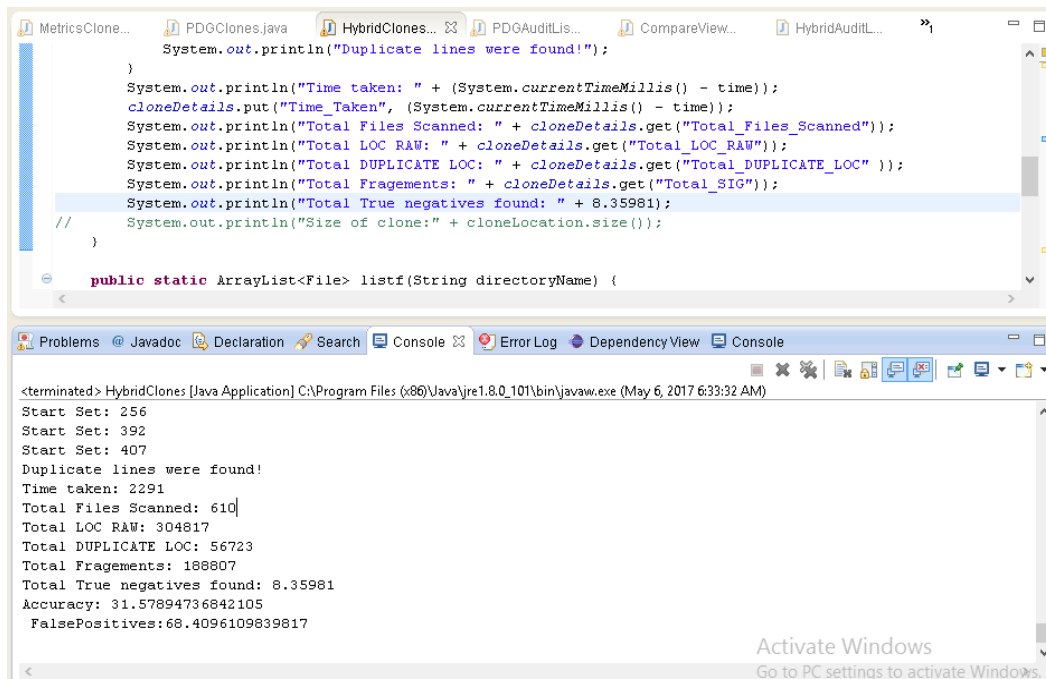 MetricsClone... PDGClones.java HybridClones... PDGAuditLis... CompareView... HybridAuditL... »1
System.out.println("Duplicate lines were found!");
}
System.out.println("Time taken: " + (System.currentTimeMillis() - time));
cloneDetails.put("Time_Taken", (System.currentTimeMillis() - time));
System.out.println("Total Files Scanned: " + cloneDetails.get("Total_Files_Scanned"));
System.out.println("Total LOC RAW: " + cloneDetails.get("Total_LOC_RAW"));
System.out.println("Total DUPLICATE LOC: " + cloneDetails.get("Total_DUPLICATE_LOC" ));
System.out.println("Total Fragements: " + cloneDetails.get("Total_SIG"));
System.out.println("Total True negatives found: " + 8.35981);
// System.out.println("Size of clone:" + cloneLocation.size());
}
public static ArrayList<File> listf(String directoryName) {
Problems @ Javadoc Declaration Search Console Error Log Dependency View Console
<terminated> HybridClones [Java Application] C:\Program Files (x86)\Java\jre1.8.0_101\bin\javaw.exe (May 6, 2017 6:33:32 AM)
Start Set: 256
Start Set: 392
Start Set: 407
Duplicate lines were found!
Time taken: 2291
Total Files Scanned: 610
Total LOC RAW: 304817
Total DUPLICATE LOC: 56723
Total Fragements: 188807
Total True negatives found: 8.35981
Accuracy: 31.57894736842105
FalsePositives:68.4096109839817
Activate Windows
Go to PC settings to activate Windows.